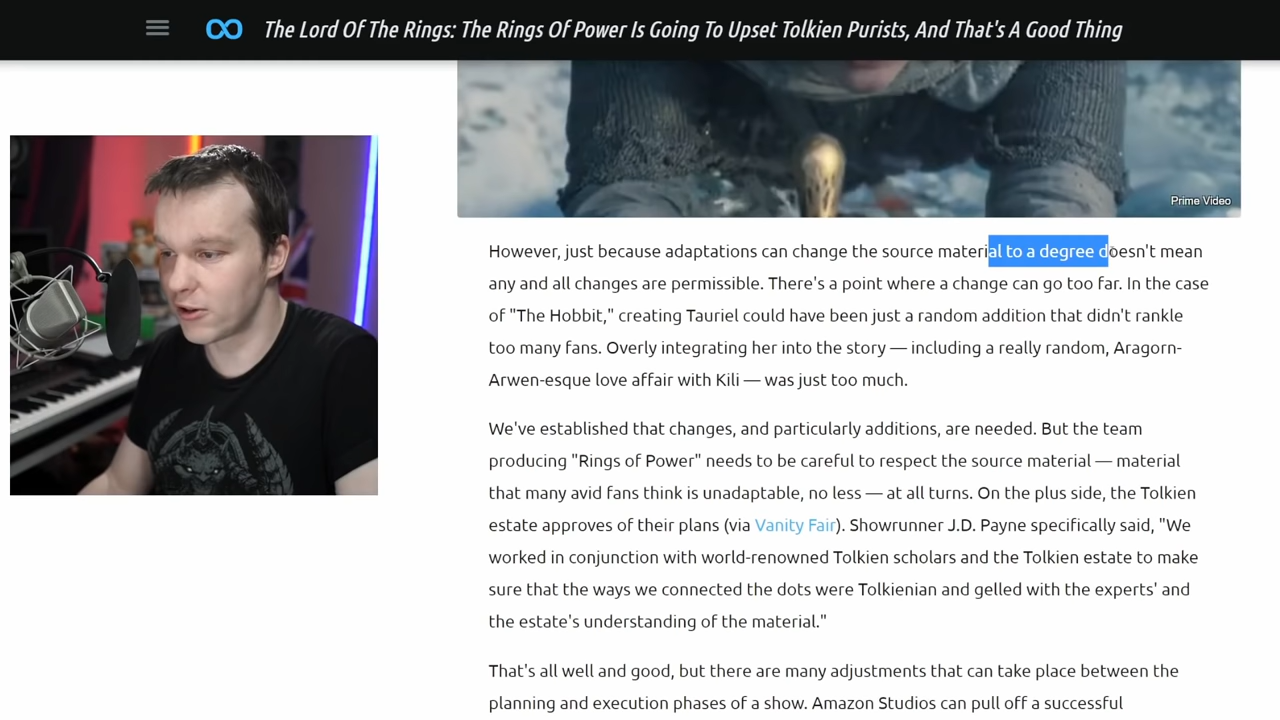 The Lord Of The Rings: The Rings Of Power Is Going To Upset Tolkien Purists, And That's A Good Thing
Prime Video
However, just because adaptations can change the source material to a degree doesn't mean
any and all changes are permissible. There's a point where a change can go too far. In the case
of "The Hobbit," creating Tauriel could have been just a random addition that didn't rankle
too many fans. Overly integrating her into the story — including a really random, Aragorn-
Arwen-esque love affair with Kili — was just too much.
We've established that changes, and particularly additions, are needed. But the team
producing "Rings of Power" needs to be careful to respect the source material — material
that many avid fans think is unadaptable, no less — at all turns. On the plus side, the Tolkien
estate approves of their plans (via Vanity Fair). Showrunner J.D. Payne specifically said, "We
worked in conjunction with world-renowned Tolkien scholars and the Tolkien estate to make
sure that the ways we connected the dots were Tolkienian and gelled with the experts' and
the estate's understanding of the material."
That's all well and good, but there are many adjustments that can take place between the
planning and execution phases of a show. Amazon Studios can pull off a successful